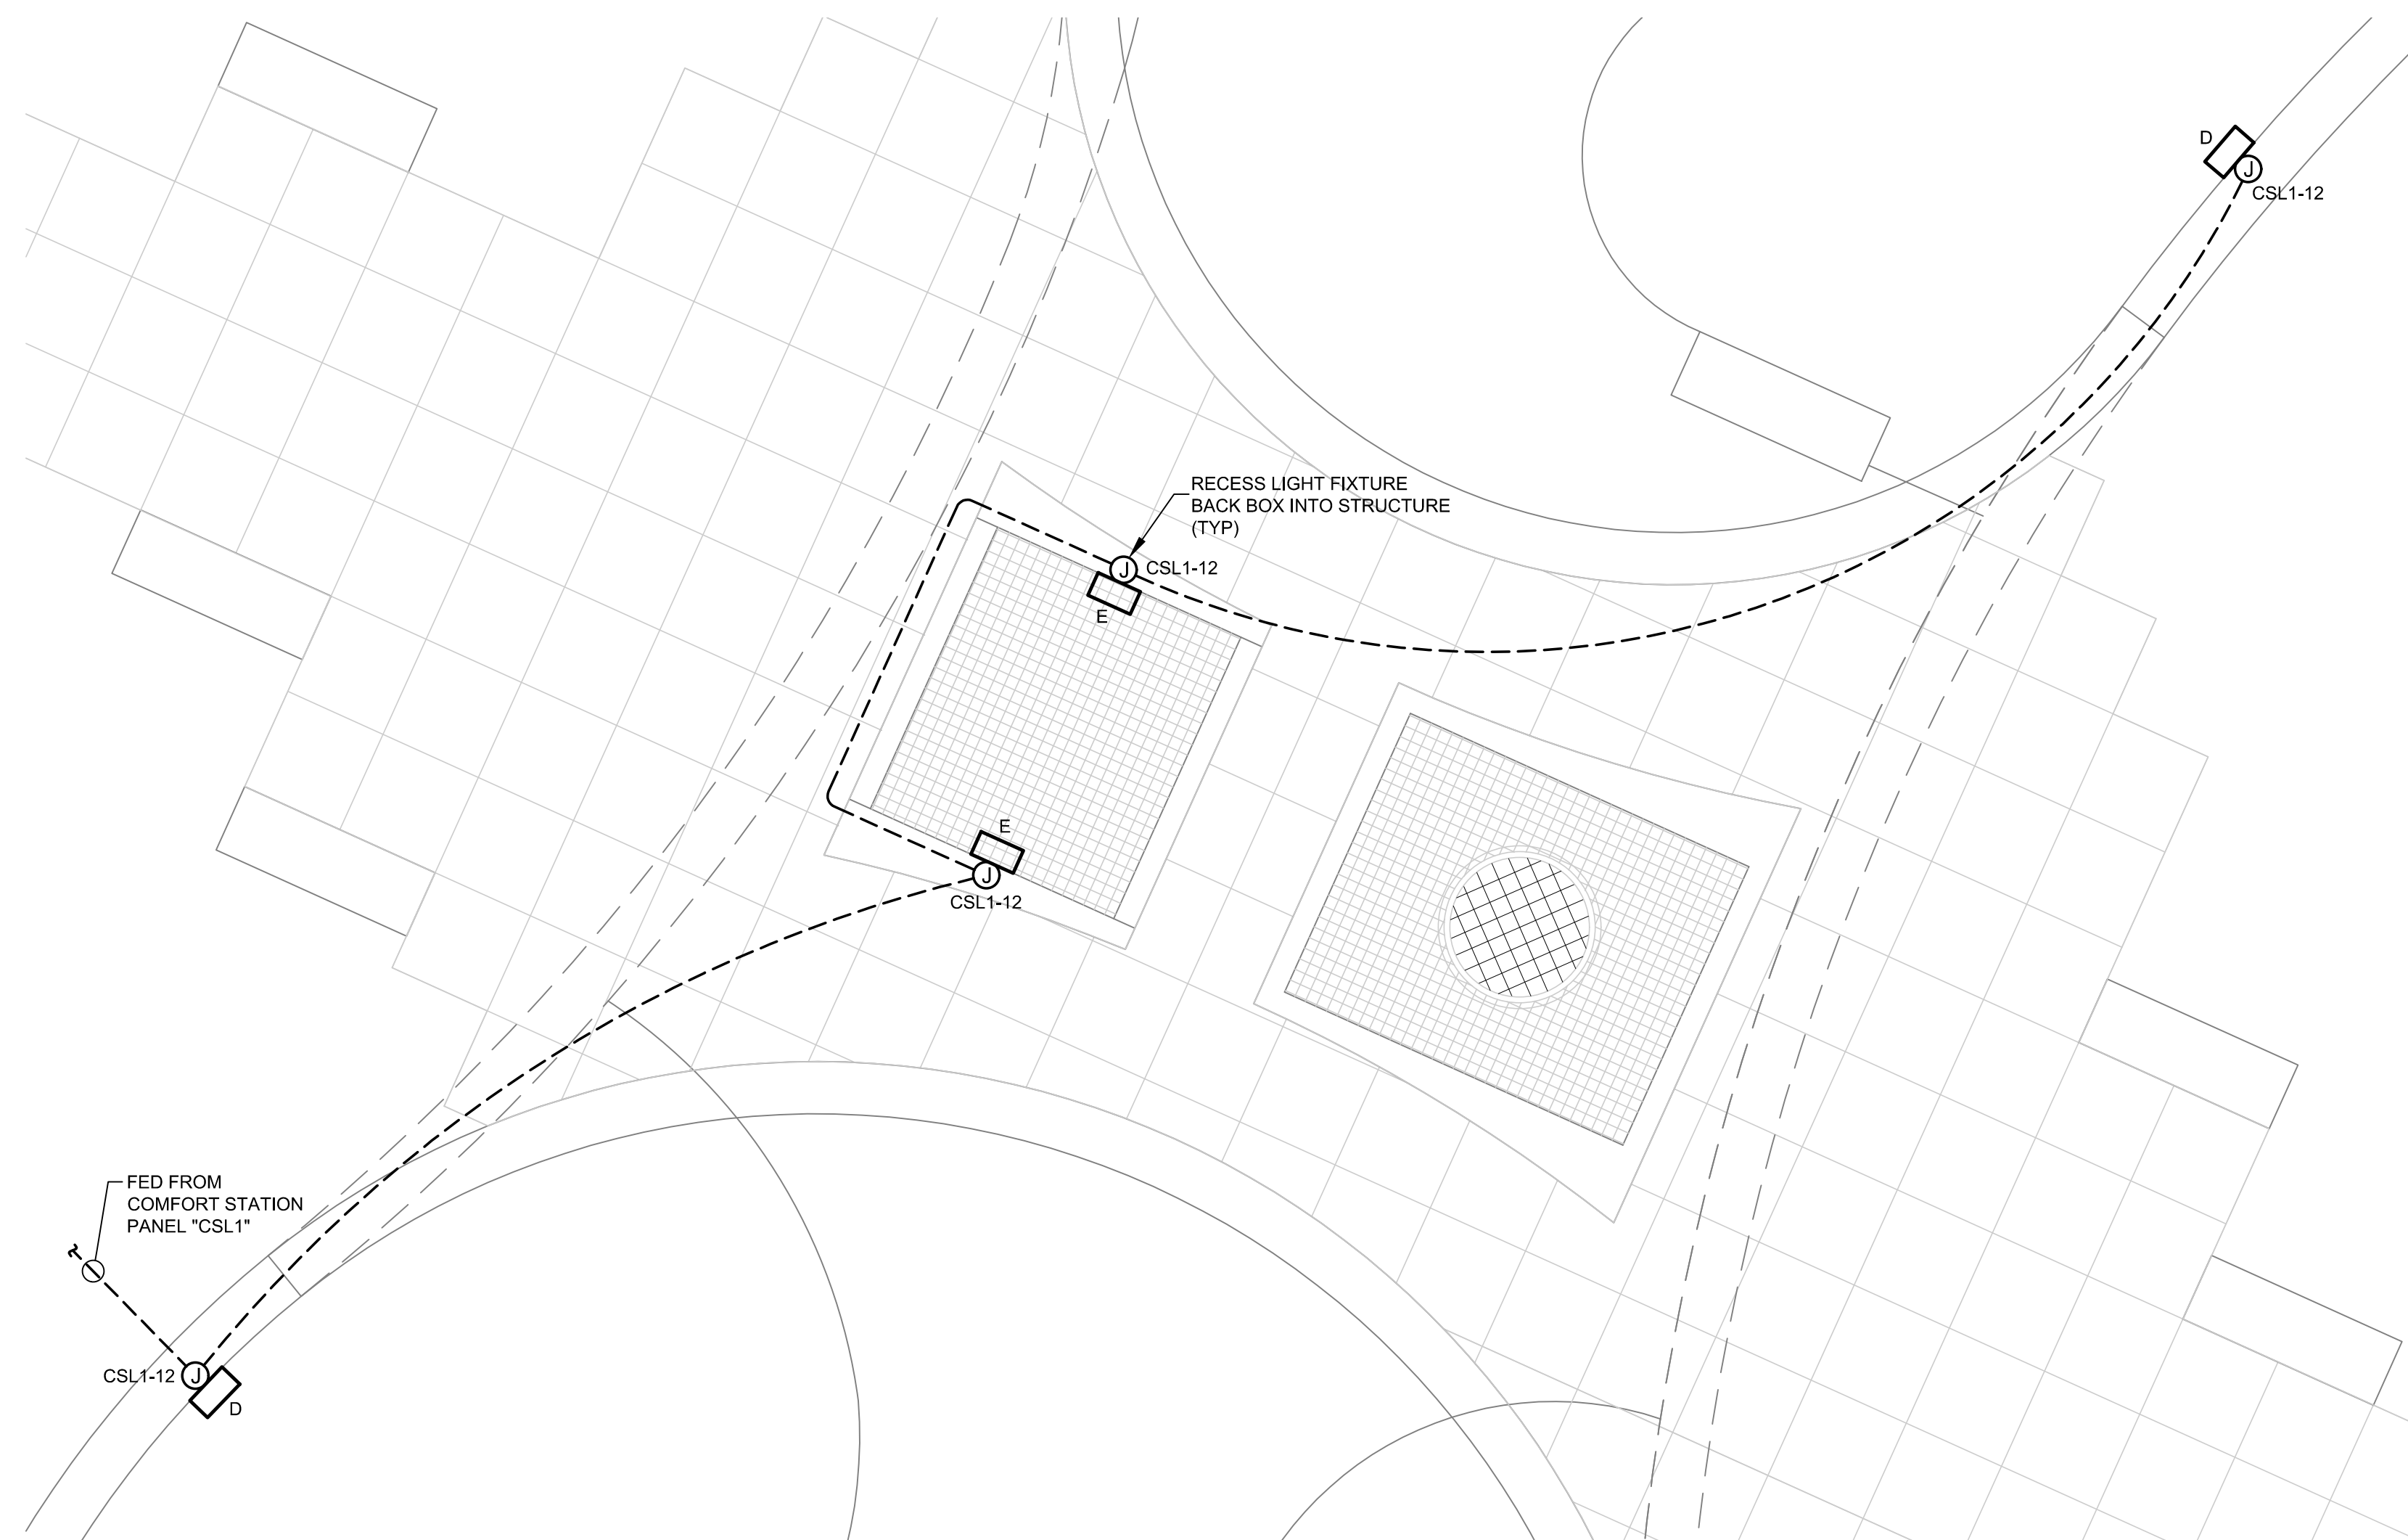 D
J
CSL1-12
RECESS LIGHT FIXTURE
BACK BOX INTO STRUCTURE
(TYP)
J
CSL1-12
E
E
J
CSL1-12
FED FROM
COMFORT STATION
PANEL "CSL1"
CSL1-12
J
D